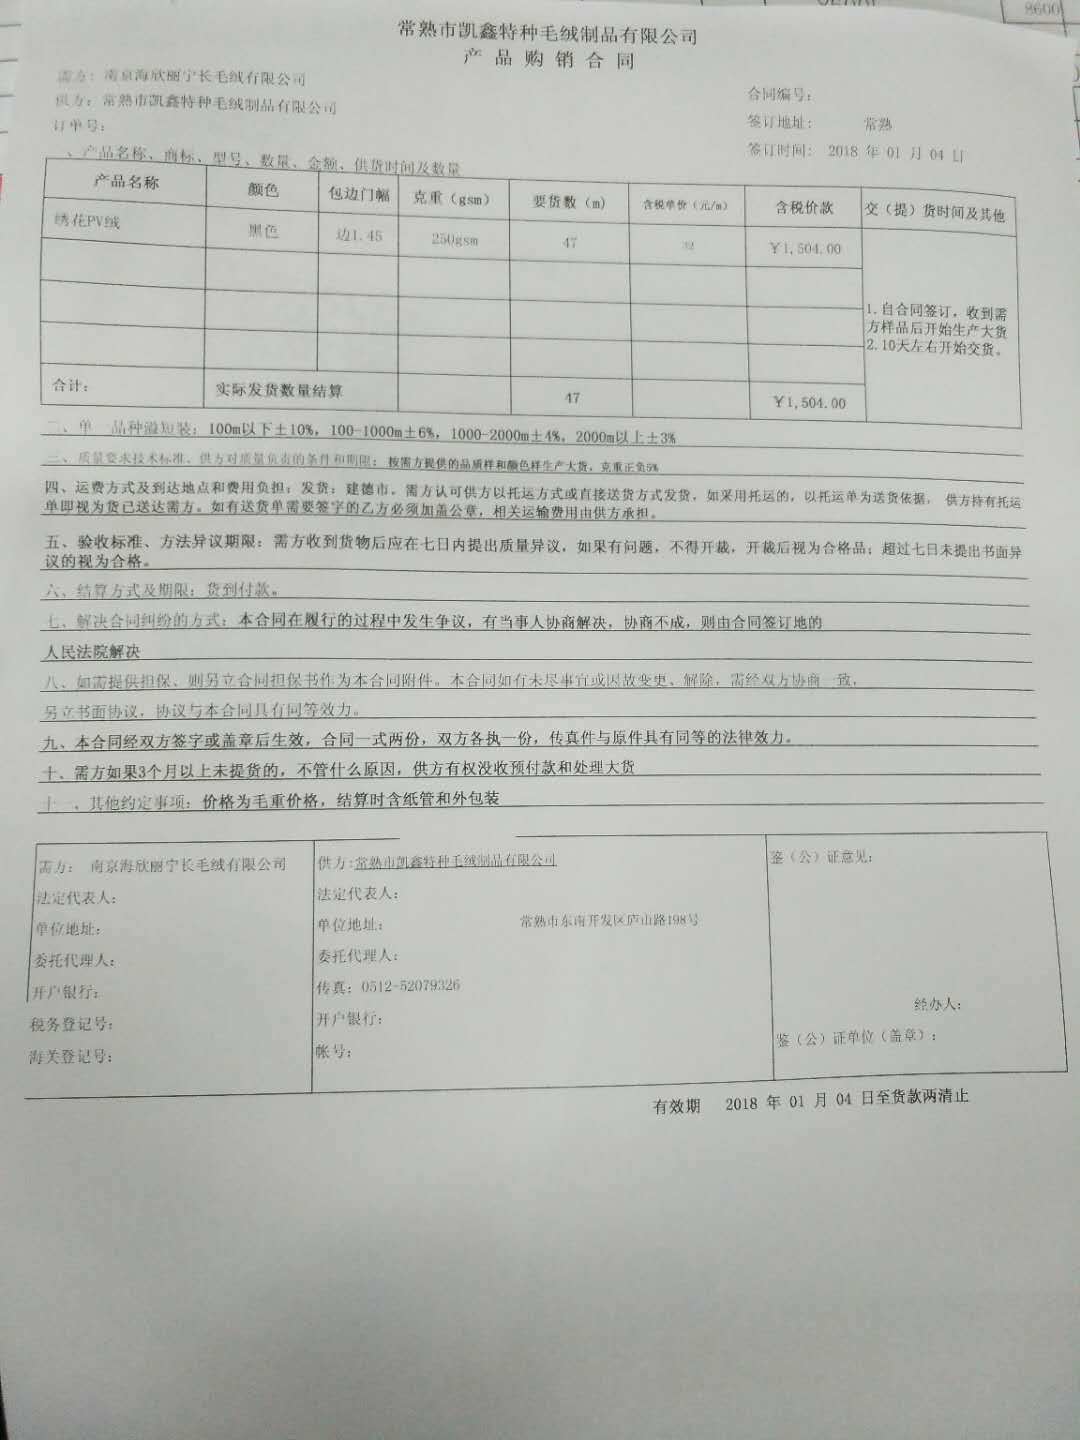 8600
常熟市凯鑫特种毛绒制品有限公司
产品购销合同
需方：南京海欣丽宁长毛绒有限公司
供方：常熟市凯鑫特种毛绒制品有限公司
订单号：
合同编号：
签订地址： 常熟
签订时间： 2018 年 01 月 04 日
、产品名称、商标、型号、数量、金额、供货时间及数量
产品名称 颜色 包边门幅 克重（gsm） 要货数（m） 含税单价（元/m） 含税价款 交（提）货时间及其他
绣花PV绒 黑色 边1.45 250gsm 47 32 ￥1,504.00
1.自合同签订，收到需
方样品后开始生产大货
2.10天左右开始交货。
合计： 实际发货数量结算 47 ￥1,504.00
二、单一品种溢短装：100m以下±10%，100-1000m±6%，1000-2000m±4%，2000m以上±3%
三、质量要求技术标准、供方对质量负责的条件和期限：按需方提供的品质样和颜色样生产大货，克重正负5%
四、运费方式及到达地点和费用负担：发货：建德市。需方认可供方以托运方式或直接送货方式发货，如采用托运的，以托运单为送货依据， 供方持有托运
单即视为货已送达需方。如有送货单需要签字的乙方必须加盖公章，相关运输费用由供方承担。
五、验收标准、方法异议期限：需方收到货物后应在七日内提出质量异议，如果有问题，不得开裁，开裁后视为合格品；超过七日未提出书面异
议的视为合格。
六、结算方式及期限：货到付款。
七、解决合同纠纷的方式：本合同在履行的过程中发生争议，有当事人协商解决，协商不成，则由合同签订地的
人民法院解决
八、如需提供担保、则另立合同担保书作为本合同附件。本合同如有未尽事宜或因故变更、解除，需经双方协商一致，
另立书面协议，协议与本合同具有同等效力。
九、本合同经双方签字或盖章后生效，合同一式两份，双方各执一份，传真件与原件具有同等的法律效力。
十、需方如果3个月以上未提货的，不管什么原因，供方有权没收预付款和处理大货
十一、其他约定事项：价格为毛重价格，结算时含纸管和外包装
需方： 南京海欣丽宁长毛绒有限公司
法定代表人：
单位地址：
委托代理人：
开户银行：
税务登记号：
海关登记号：
供方：常熟市凯鑫特种毛绒制品有限公司
法定代表人：
单位地址： 常熟市东南开发区庐山路198号
委托代理人：
传真：0512-52079326
开户银行：
帐号：
鉴（公）证意见：
经办人：
鉴（公）证单位（盖章）：
有效期 2018 年 01 月 04 日至货款两清止